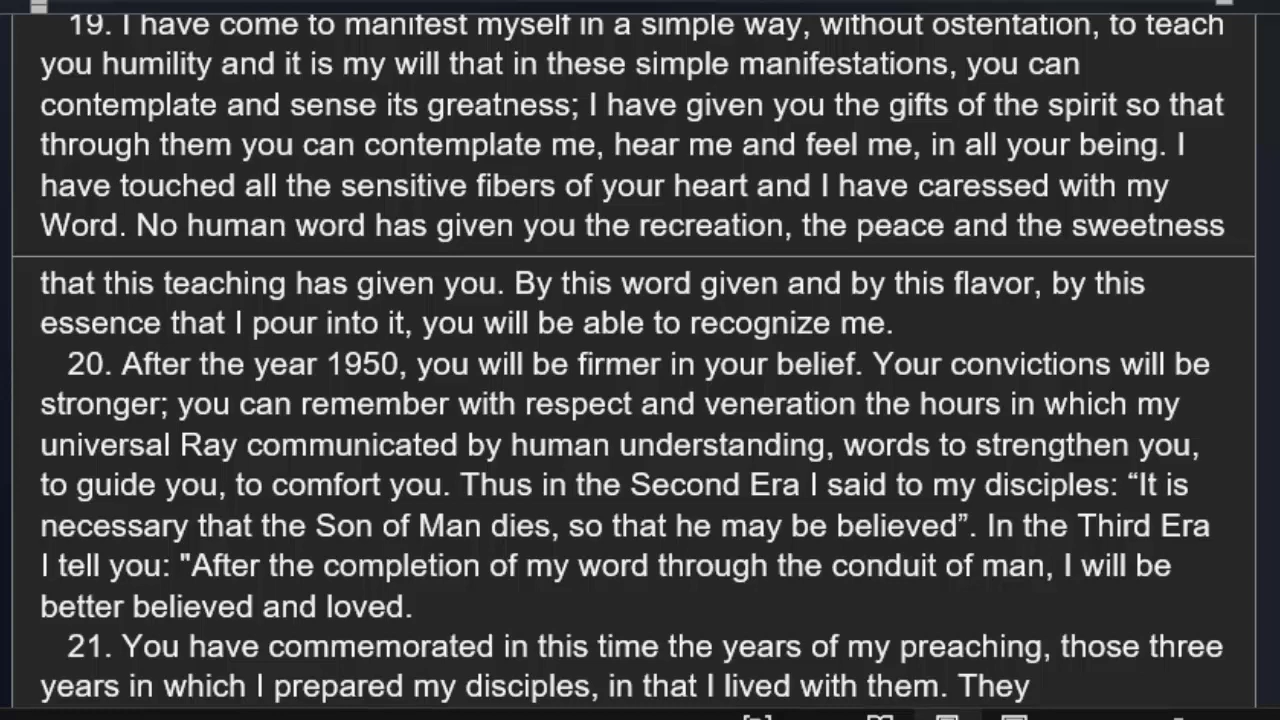 19. I have come to manifest myself in a simple way, without ostentation, to teach
you humility and it is my will that in these simple manifestations, you can
contemplate and sense its greatness; I have given you the gifts of the spirit so that
through them you can contemplate me, hear me and feel me, in all your being. I
have touched all the sensitive fibers of your heart and I have caressed with my
Word. No human word has given you the recreation, the peace and the sweetness
that this teaching has given you. By this word given and by this flavor, by this
essence that I pour into it, you will be able to recognize me.
20. After the year 1950, you will be firmer in your belief. Your convictions will be
stronger; you can remember with respect and veneration the hours in which my
universal Ray communicated by human understanding, words to strengthen you,
to guide you, to comfort you. Thus in the Second Era I said to my disciples: “It is
necessary that the Son of Man dies, so that he may be believed”. In the Third Era
I tell you: "After the completion of my word through the conduit of man, I will be
better believed and loved.
21. You have commemorated in this time the years of my preaching, those three
years in which I prepared my disciples, in that I lived with them. They